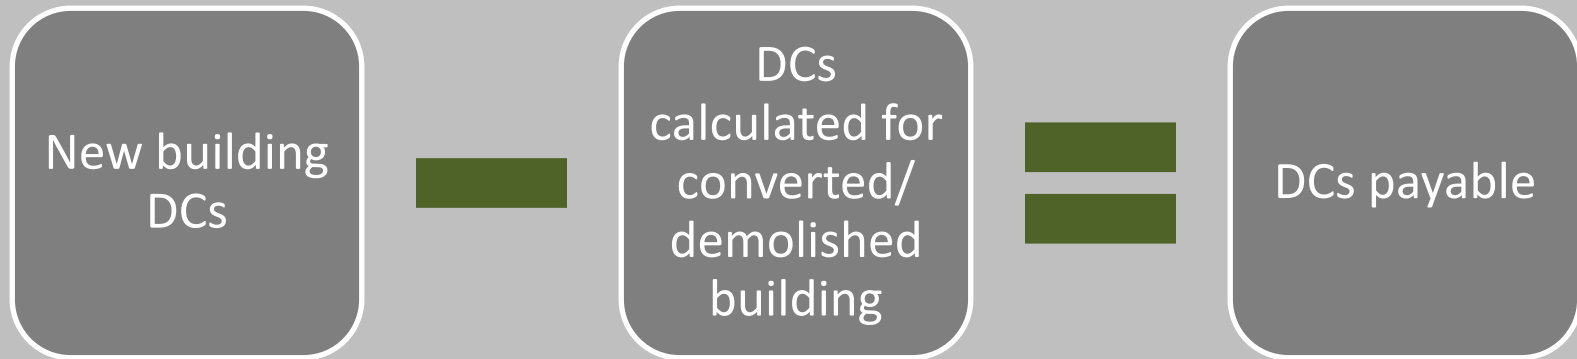 New building
DCs
DCs
calculated for
converted/
demolished
building
DCs payable